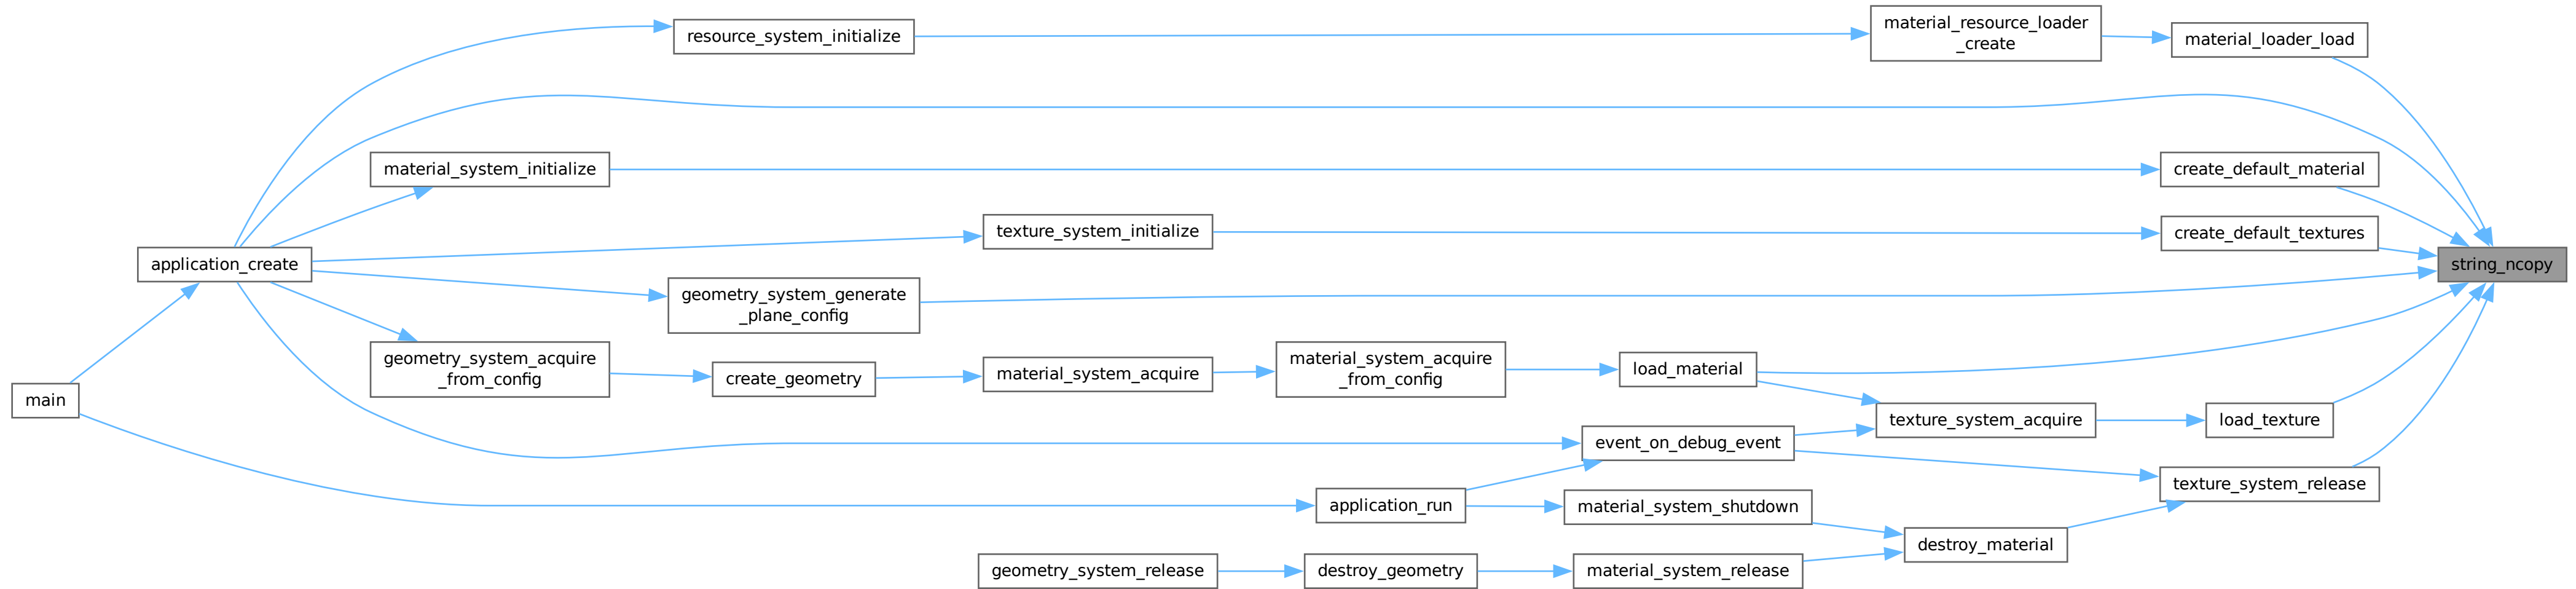 resource_system_initialize
material_resource_loader
_create
material_loader_load
material_system_initialize
create_default_material
texture_system_initialize
create_default_textures
application_create
string_ncopy
geometry_system_generate
_plane_config
geometry_system_acquire
_from_config
create_geometry
material_system_acquire
material_system_acquire
_from_config
load_material
main
texture_system_acquire
load_texture
event_on_debug_event
texture_system_release
application_run
material_system_shutdown
destroy_material
geometry_system_release
destroy_geometry
material_system_release